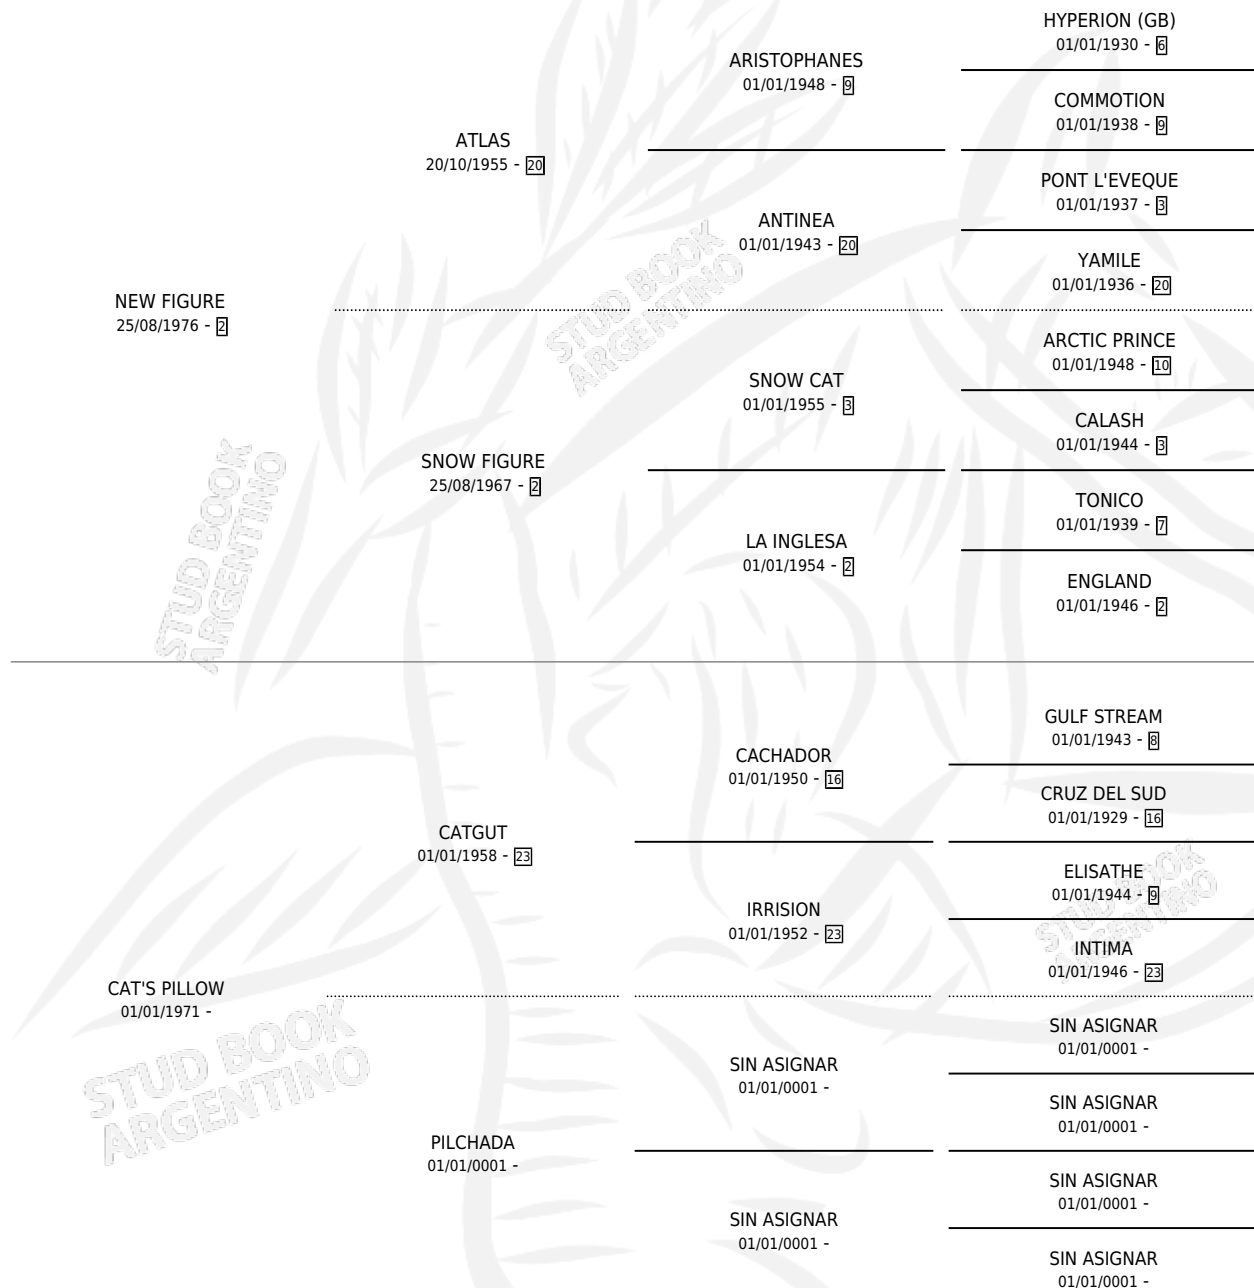 HYPERION (GB)
01/01/1930 - 6
ARISTOPHANES
01/01/1948 - 9
COMMOTION
01/01/1938 - 9
ATLAS
20/10/1955 - 20
PONT L'EVEQUE
01/01/1937 - 3
ANTINEA
01/01/1943 - 20
YAMILE
01/01/1936 - 20
NEW FIGURE
25/08/1976 - 2
ARCTIC PRINCE
01/01/1948 - 10
SNOW CAT
01/01/1955 - 3
CALASH
01/01/1944 - 3
SNOW FIGURE
25/08/1967 - 2
TONICO
01/01/1939 - 7
LA INGLESA
01/01/1954 - 2
ENGLAND
01/01/1946 - 2
GULF STREAM
01/01/1943 - 8
CACHADOR
01/01/1950 - 16
CRUZ DEL SUD
01/01/1929 - 16
CATGUT
01/01/1958 - 23
ELISATHE
01/01/1944 - 9
IRRISION
01/01/1952 - 23
INTIMA
01/01/1946 - 23
CAT'S PILLOW
01/01/1971 -
SIN ASIGNAR
01/01/0001 -
SIN ASIGNAR
01/01/0001 -
SIN ASIGNAR
01/01/0001 -
PILCHADA
01/01/0001 -
SIN ASIGNAR
01/01/0001 -
SIN ASIGNAR
01/01/0001 -
SIN ASIGNAR
01/01/0001 -
STUD BOOK
ARGENTINO
STUD BOOK
ARGENTINO
STUD BOOK
ARGENTINO
STUD BOOK
ARGENTINO